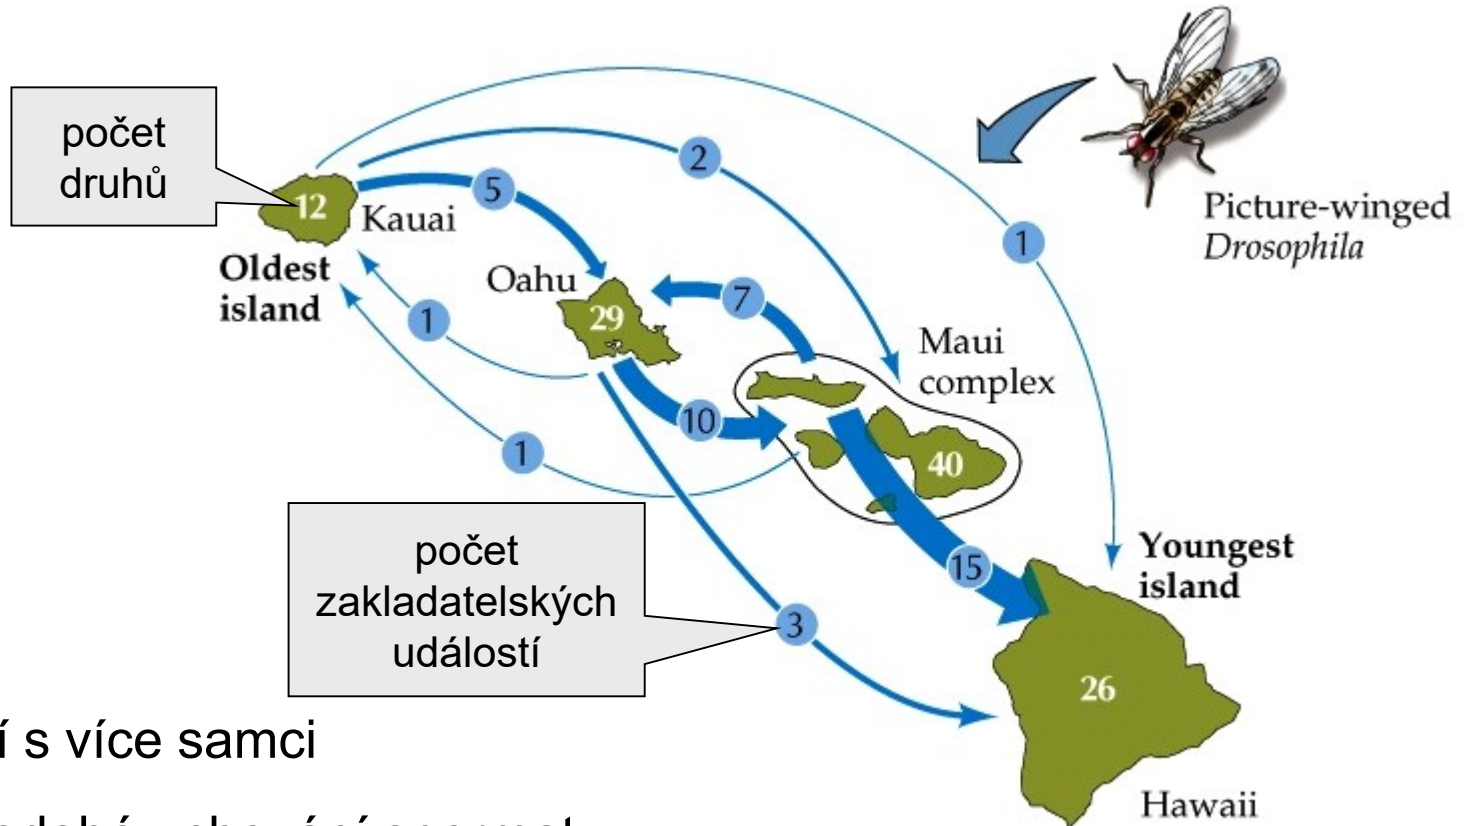 počet
druhů
12
Kauai
Oldest
island
5
2
1
Picture-winged
Drosophila
Oahu
29
7
1
Maui
complex
10
1
40
počet
zakladatelských
událostí
3
15
Youngest
island
26
Hawaii
í s více samci